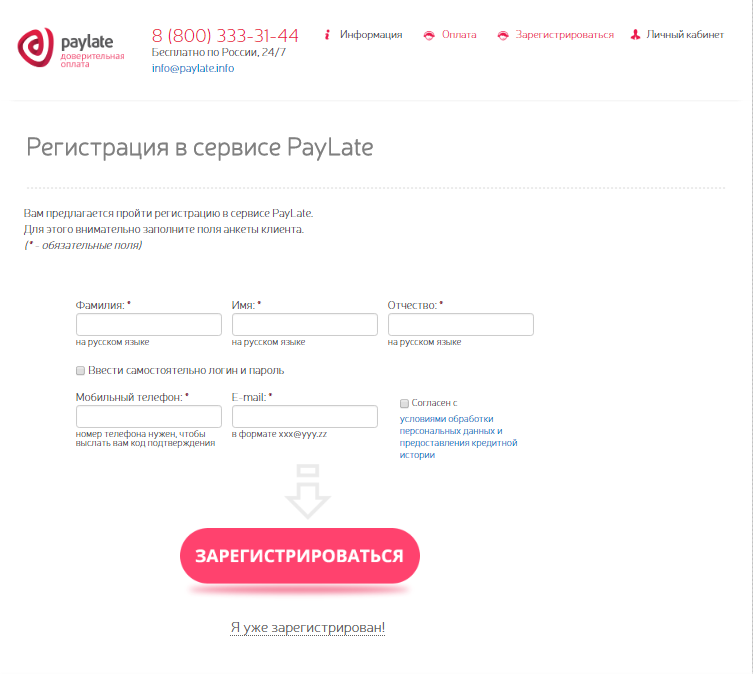 paylate
доверительная
оплата
8 (800) 333-31-44
Бесплатно по России, 24/7
info@paylate.info
Информация
Оплата
Зарегистрироваться
Личный кабинет
Регистрация в сервисе PayLate
Вам предлагается пройти регистрацию в сервисе PayLate.
Для этого внимательно заполните поля анкеты клиента.
(* - обязательные поля)
Фамилия: * Имя: * Отчество: *
на русском языке на русском языке на русском языке
Ввести самостоятельно логин и пароль
Мобильный телефон: * E-mail: *
номер телефона нужен, чтобы
выслать вам код подтверждения
в формате xxx@yyy.zz
Согласен с
условиями обработки
персональных данных и
предоставления кредитной
истории
ЗАРЕГИСТРИРОВАТЬСЯ
Я уже зарегистрирован!